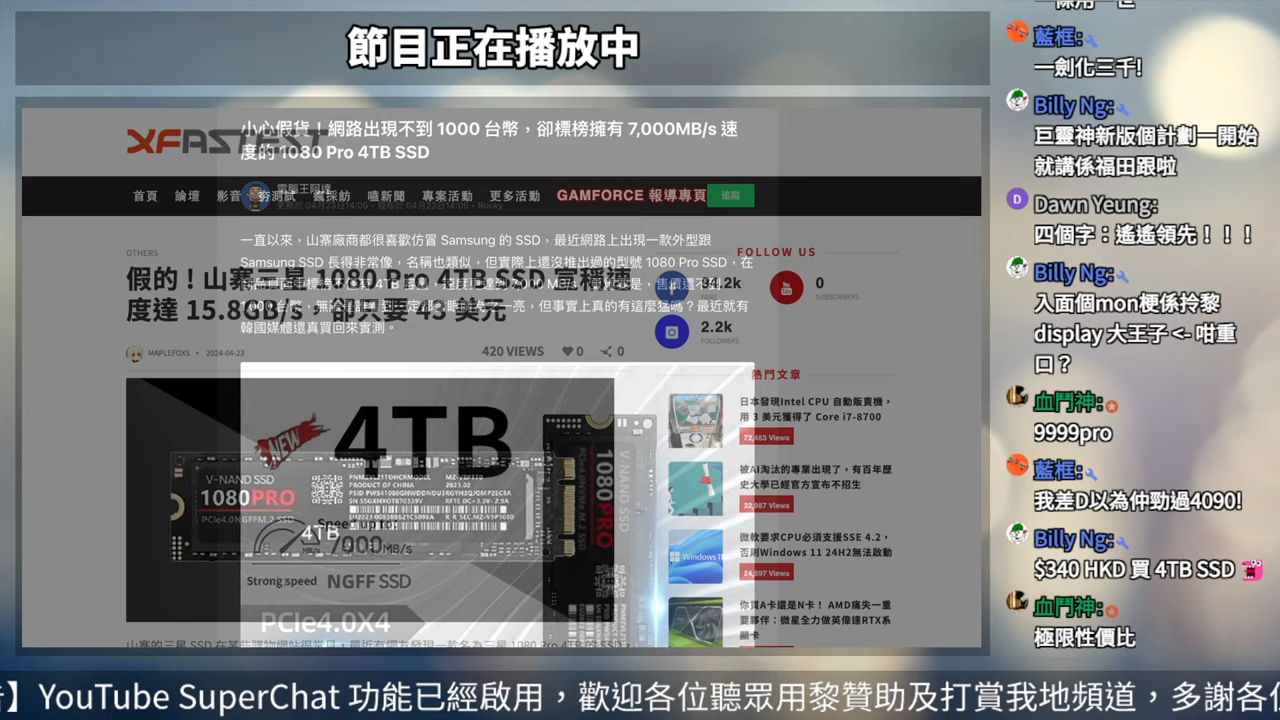 節目正在播放中
XFASTEST
小心假貨！網路出現不到 1000 台幣，卻標榜擁有 7,000MB/s 速
度的 1080 Pro 4TB SSD
首頁 論壇 影音 夯測試 瘋採訪 嗑新聞 專案活動 更多活動 GAMFORCE 報導專頁
追蹤
一直以來，山寨廠商都很喜歡仿冒 Samsung 的 SSD，最近網路上出現一款外型跟
Samsung SSD 長得非常像，名稱也類似，但實際上還沒推出過的型號 1080 Pro SSD，在
韓國媒體還真買回來實測。
OTHERS
假的！山寨三星 1080 Pro 4TB SSD 宣稱速
度達 15.8GB/s
MAPLEFOXS • 2024-04-23
420 VIEWS 0 0
FOLLOW US
0
SUBSCRIBERS
2.2k
FOLLOWERS
熱門文章
日本發現Intel CPU 自動販賣機，
用 3 美元獲得了 Core i7-8700
72,463 Views
被AI淘汰的專業出現了，有百年歷
史大學已經官方宣布不招生
32,987 Views
微軟要求CPU必須支援SSE 4.2，
否則Windows 11 24H2無法啟動
24,597 Views
你買A卡還是N卡！ AMD痛失一重
要夥伴：微星全力做英偉達RTX系
顯卡
NEW
4TB
V-NAND SSD
1080PRO
PCIe4.0NGFFM.2 SSD
4TB
7000MB/s
Strong speed NGFF SSD
PCIe4.0X4
1080 PRO
V-NAND SSD
藍框:
一劍化三千!
Billy Ng:
巨靈神新版個計劃一開始
就講係福田跟啦
Dawn Yeung:
四個字：遙遙領先！！！
Billy Ng:
入面個mon梗係拎黎
display 大王子 <- 咁重
口？
血鬥神:
9999pro
藍框:
我差D以為仲勁過4090!
Billy Ng:
$340 HKD 買 4TB SSD
血鬥神:
極限性價比
】YouTube SuperChat 功能已經啟用，歡迎各位聽眾用黎贊助及打賞我地頻道，多謝各位